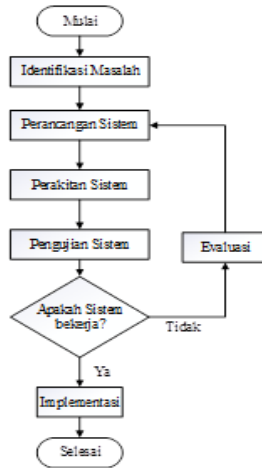 Mulai
Identifikasi Masalah
Perancangan Sistem
Perakitan Sistem
Pengujian Sistem
Evaluasi
Apakah Sistem
bekerja?
Tidak
Ya
Implementasi
Selesai